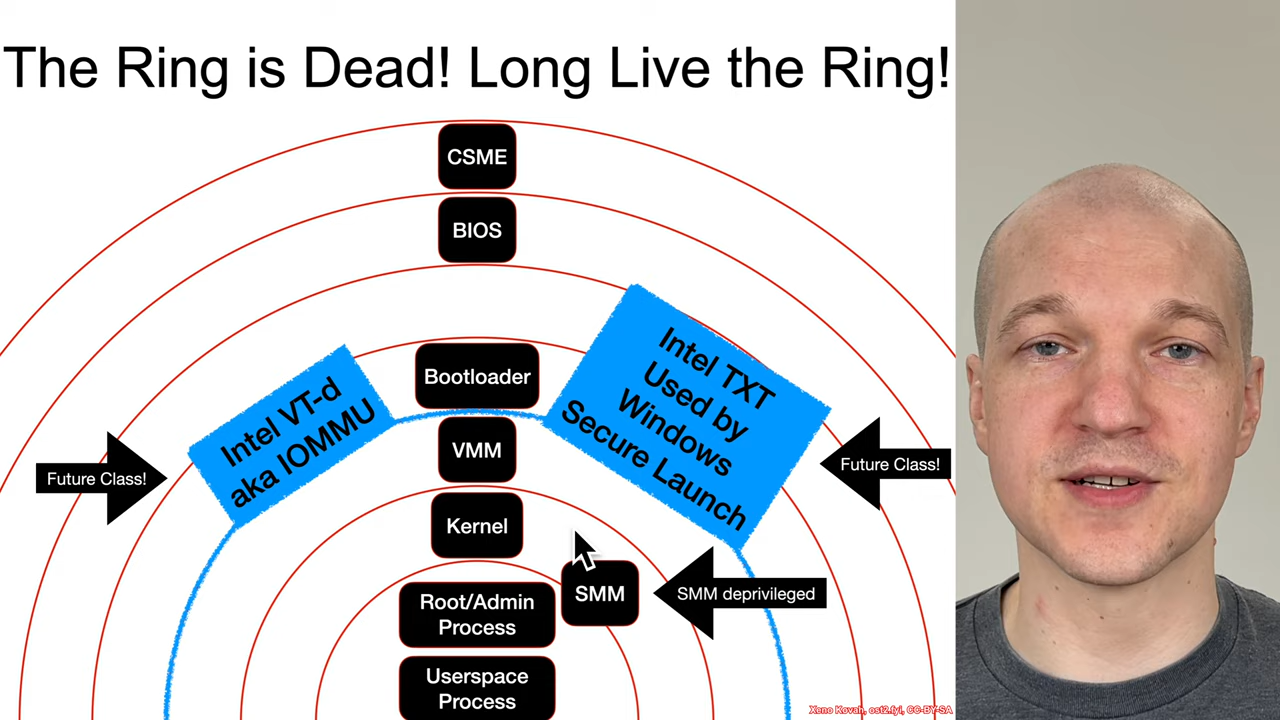 The Ring is Dead! Long Live the Ring!
CSME
BIOS
Intel VT-d
aka IOMMU
Bootloader
Intel TXT
Used by
Windows
Secure Launch
Future Class!
VMM
Future Class!
Kernel
SMM
SMM deprivileged
Root/Admin
Process
Userspace
Process
Xeno Kovah, ost2.fyi, CC-BY-SA